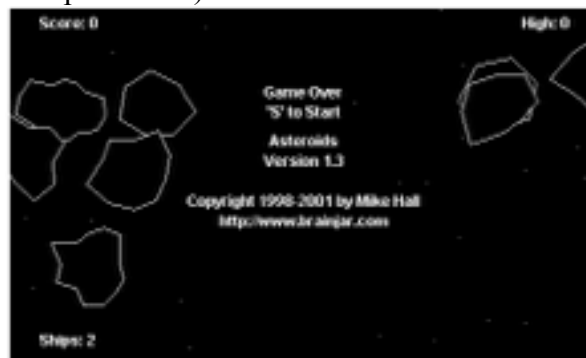 Score: 0
High: 0
Game Over
'S' to Start
Asteroids
Version 1.3
Copyright 1998-2001 by Mike Hall
http://www.brainjar.com
Ships: 2